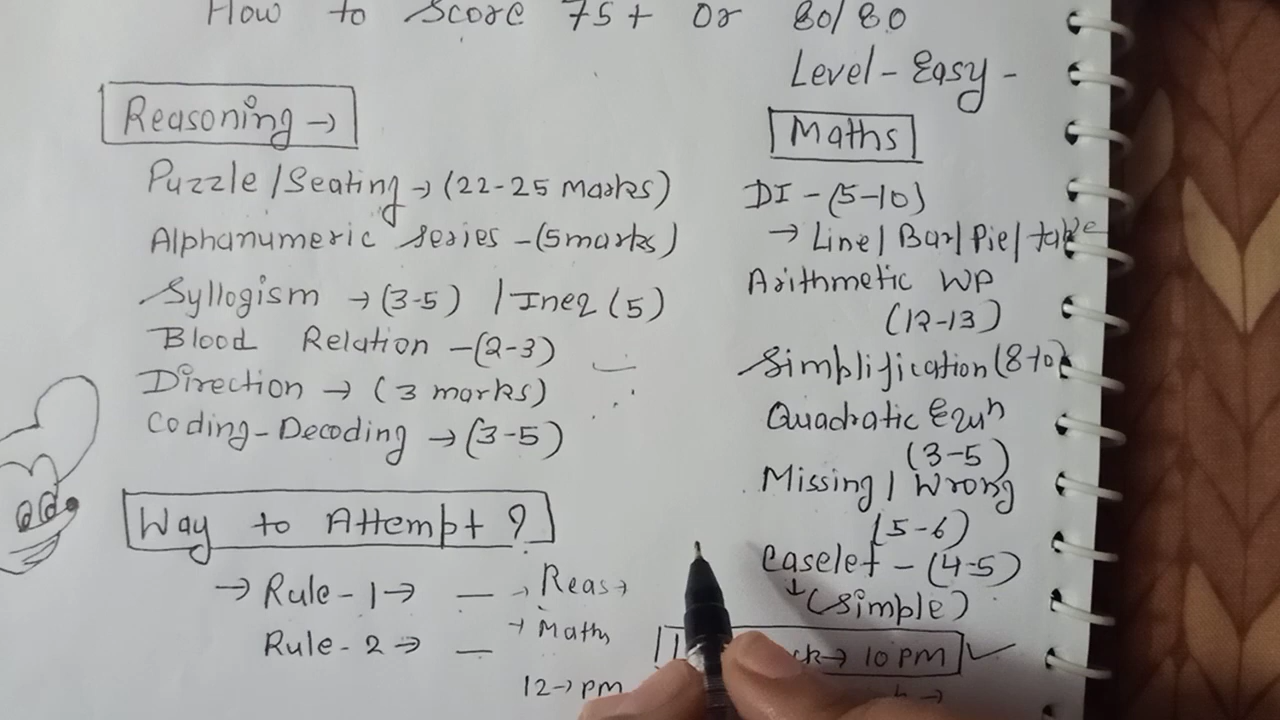 How to Score 75+ or 80/80
Level - Easy -
Reasoning →
Puzzle / Seating → (22-25 Marks)
Alphanumeric Series - (5 marks)
Syllogism → (3-5) / Ineq (5)
Blood Relation - (2-3)
Direction → (3 marks)
Coding-Decoding → (3-5)
Way to Attempt ?
→ Rule-1 → — → Reas →
Rule-2 → — → Maths
12 → pm
Maths
DI - (5-10)
→ Line / Bar / Pie / table
Arithmetic WP
(12-13)
Simplification (8 to
Quadratic Equn
(3-5)
Missing / Wrong
(5-6)
Caselet - (4-5)
↓ (simple)
→ 10 PM ✓